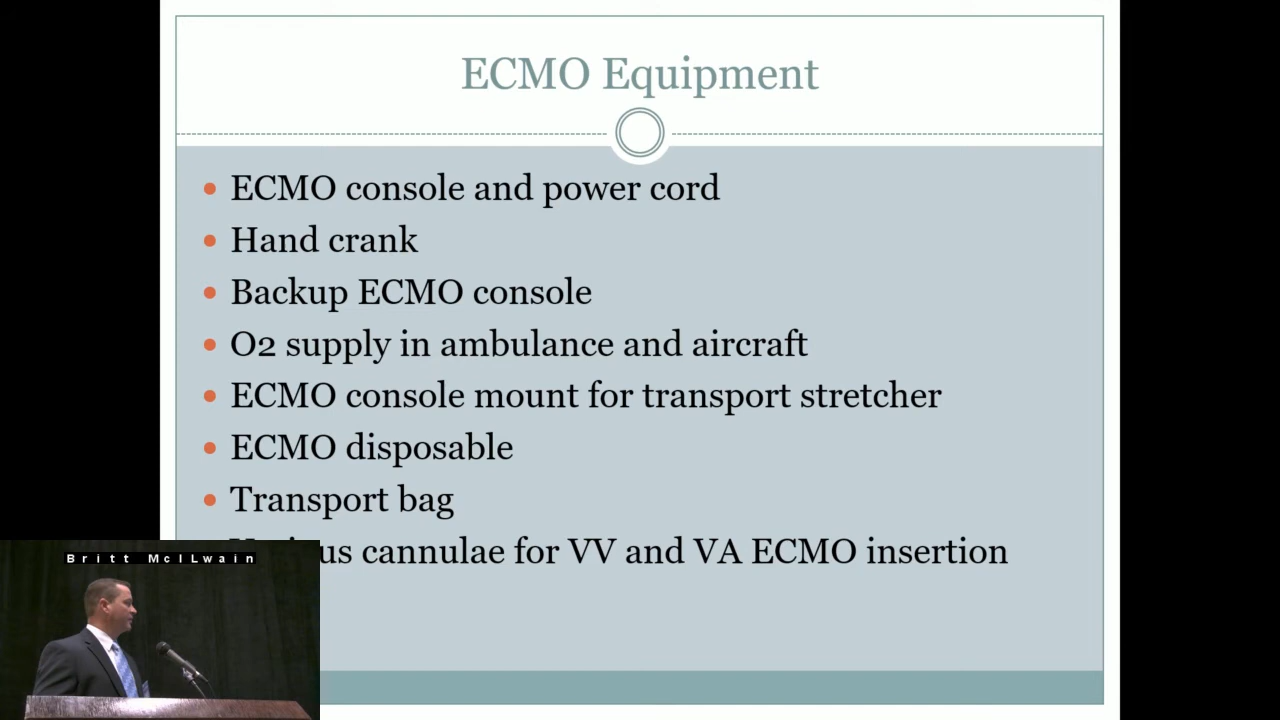 ECMO Equipment
ECMO console and power cord
Hand crank
Backup ECMO console
O2 supply in ambulance and aircraft
ECMO console mount for transport stretcher
ECMO disposable
Transport bag
cannulae for VV and VA ECMO insertion
Britt McILwain